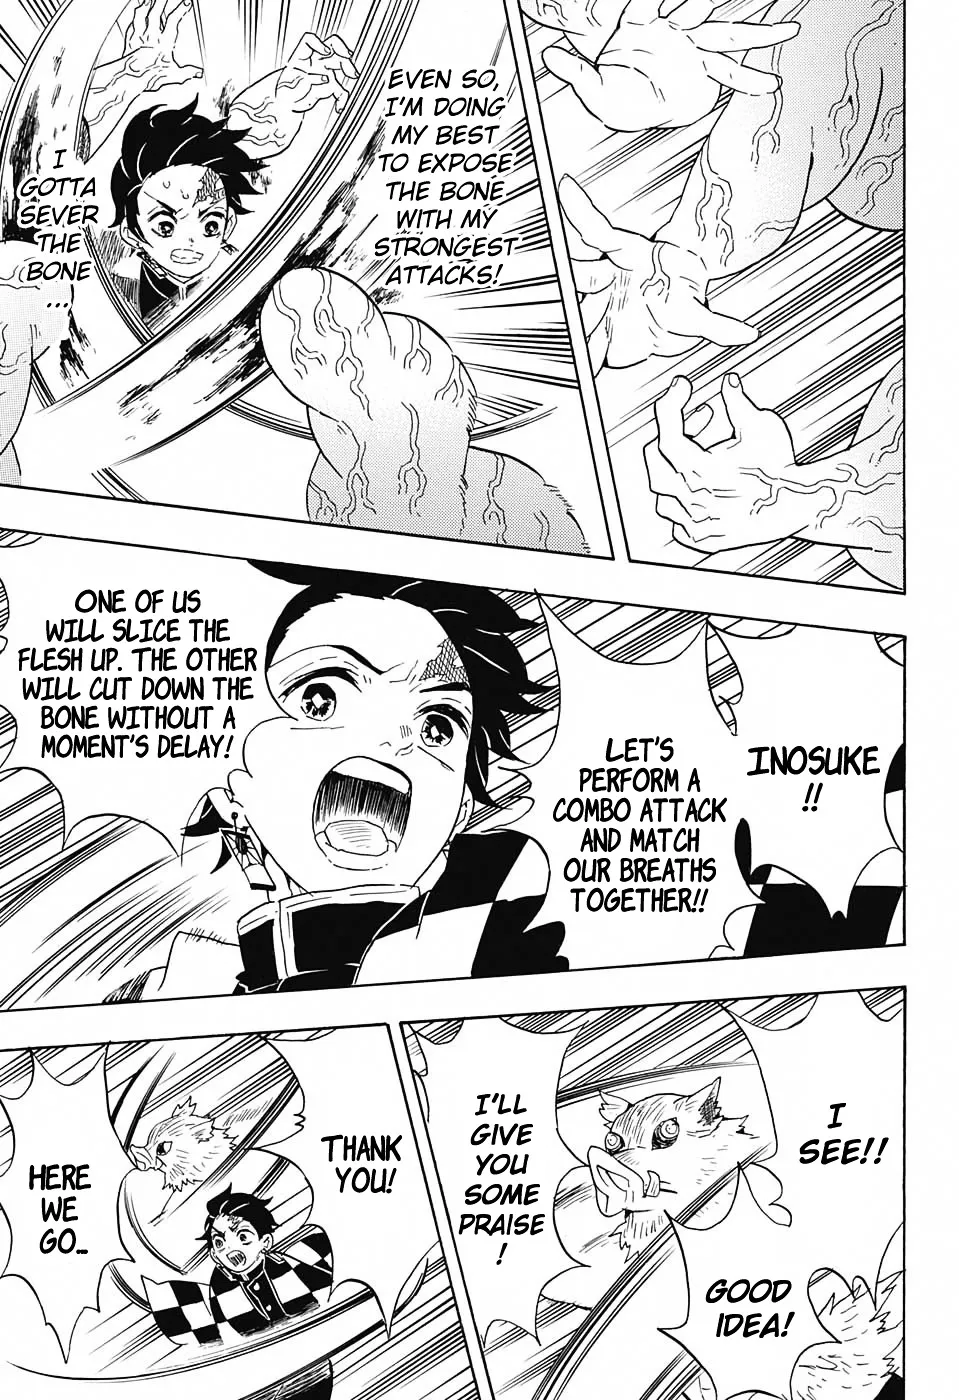 EVEN SO,
I'M DOING
MY BEST
TO EXPOSE
THE BONE
WITH MY
STRONGEST
ATTACKS!
I
GOTTA
SEVER
THE
BONE
...
INOSUKE
!!
LET'S
PERFORM A
COMBO ATTACK
AND MATCH
OUR BREATHS
TOGETHER!!
ONE OF US
WILL SLICE THE
FLESH UP. THE OTHER
WILL CUT DOWN THE
BONE WITHOUT A
MOMENT'S DELAY!
I
SEE!!
GOOD
IDEA!
I'LL
GIVE
YOU
SOME
PRAISE
!
THANK
YOU!
HERE
WE
GO...